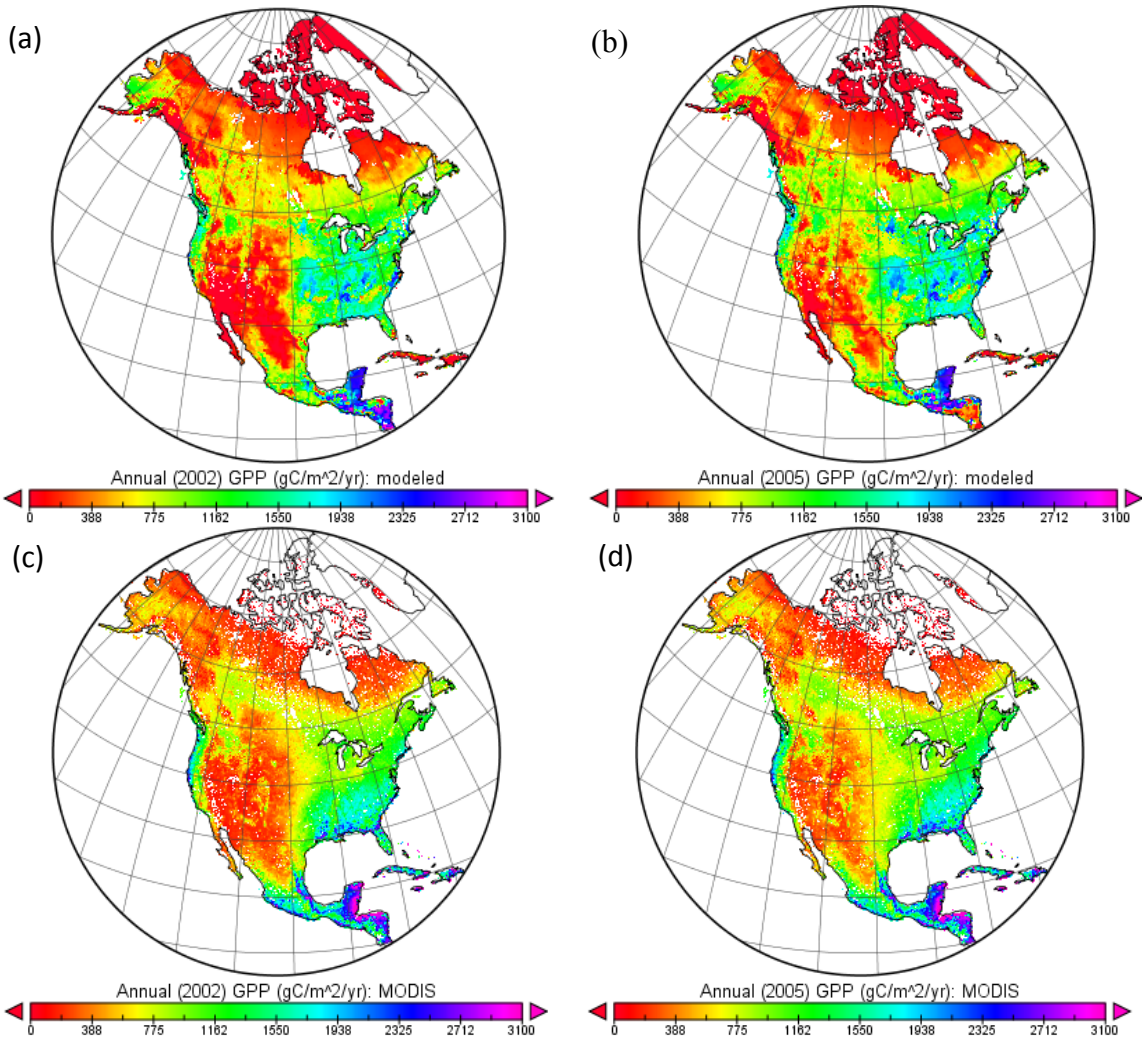 (a)
(b)
Annual (2002) GPP (gC/m^2/yr): modeled
0 388 775 1162 1550 1938 2325 2712 3100
Annual (2005) GPP (gC/m^2/yr): modeled
0 388 775 1162 1550 1938 2325 2712 3100
(c)
(d)
Annual (2002) GPP (gC/m^2/yr): MODIS
0 388 775 1162 1550 1938 2325 2712 3100
Annual (2005) GPP (gC/m^2/yr): MODIS
0 388 775 1162 1550 1938 2325 2712 3100